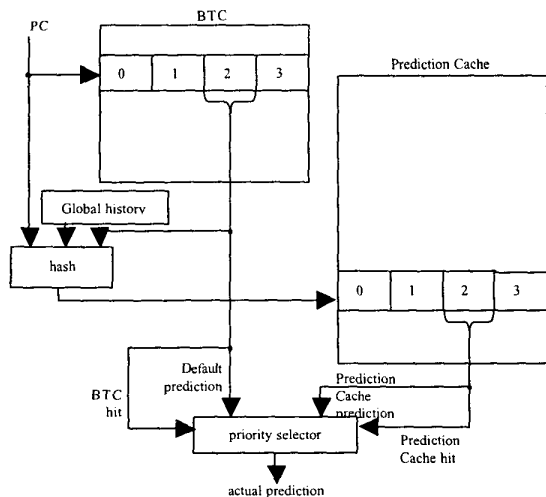 PC
BTC
0 1 2 3
Prediction Cache
Global history
hash
0 1 2 3
BTC
hit
Default
prediction
Prediction
Cache
prediction
priority selector
Prediction
Cache hit
actual prediction